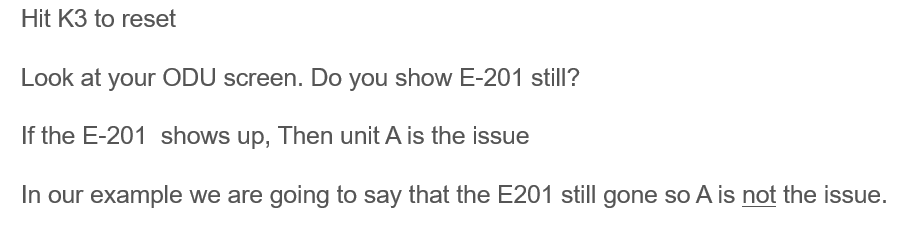 Hit K3 to reset
Look at your ODU screen. Do you show E-201 still?
If the E-201  shows up, Then unit A is the issue
In our example we are going to say that the E201 still gone so A is not the issue.